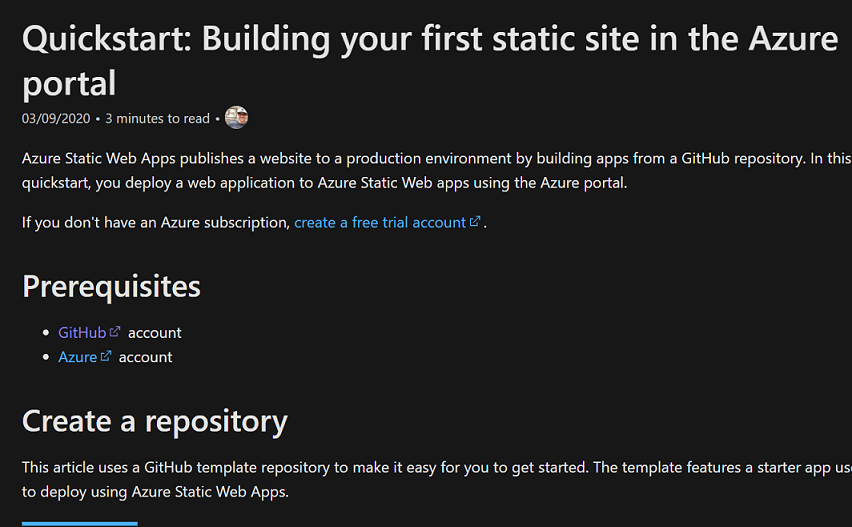 Quickstart: Building your first static site in the Azure
portal
03/09/2020 • 3 minutes to read •
Azure Static Web Apps publishes a website to a production environment by building apps from a GitHub repository. In this
quickstart, you deploy a web application to Azure Static Web apps using the Azure portal.
If you don't have an Azure subscription, create a free trial account.
Prerequisites
• GitHub account
• Azure account
Create a repository
This article uses a GitHub template repository to make it easy for you to get started. The template features a starter app
to deploy using Azure Static Web Apps.